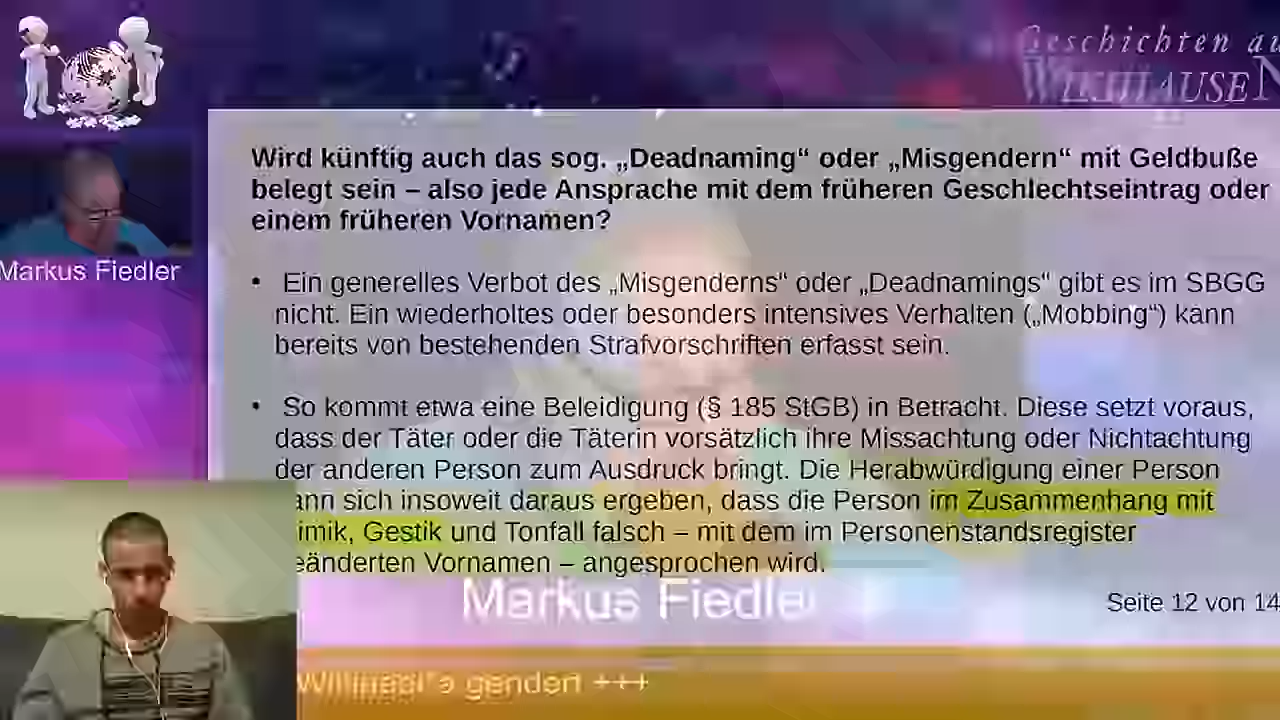 Geschichten au
WIKIHAUSEN
Wird künftig auch das sog. „Deadnaming“ oder „Misgendern“ mit Geldbuße
belegt sein – also jede Ansprache mit dem früheren Geschlechtseintrag oder
einem früheren Vornamen?
Markus Fiedler
• Ein generelles Verbot des „Misgenderns“ oder „Deadnamings“ gibt es im SBGG
nicht. Ein wiederholtes oder besonders intensives Verhalten („Mobbing“) kann
bereits von bestehenden Strafvorschriften erfasst sein.
• So kommt etwa eine Beleidigung (§ 185 StGB) in Betracht. Diese setzt voraus,
dass der Täter oder die Täterin vorsätzlich ihre Missachtung oder Nichtachtung
der anderen Person zum Ausdruck bringt. Die Herabwürdigung einer Person
ann sich insoweit daraus ergeben, dass die Person im Zusammenhang mit
imik, Gestik und Tonfall falsch – mit dem im Personenstandsregister
eänderten Vornamen – angesprochen wird.
Markus Fiedler
Seite 12 von 14
gendert +++